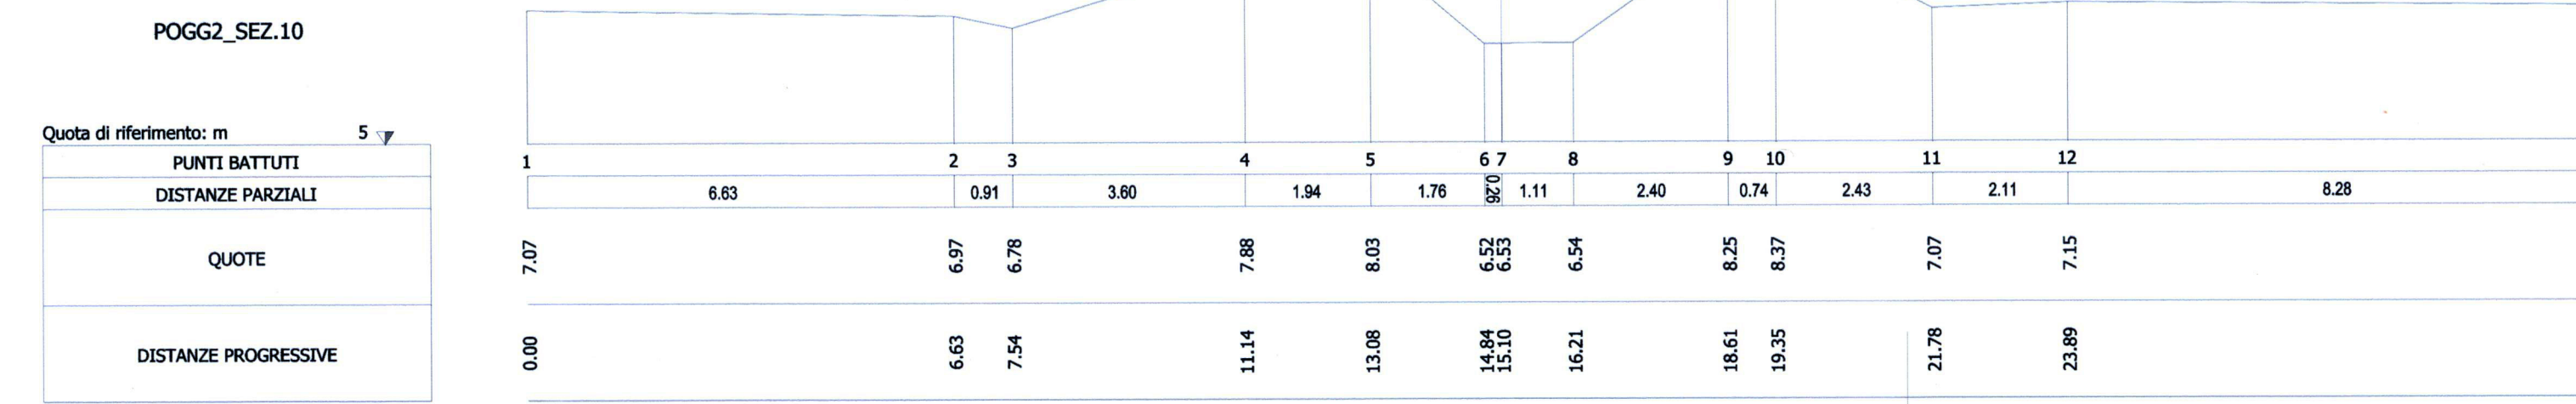 POGG2_SEZ.10
Quota di riferimento: m 5
PUNTI BATTUTI 1 2 3 4 5 6 7 8 9 10 11 12
DISTANZE PARZIALI 6.63 0.91 3.60 1.94 1.76 0.26 1.11 2.40 0.74 2.43 2.11 8.28
QUOTE 7.07 6.97 6.78 7.88 8.03 6.52 6.53 6.54 8.25 8.37 7.07 7.15
DISTANZE PROGRESSIVE 0.00 6.63 7.54 11.14 13.08 14.84 15.10 16.21 18.61 19.35 21.78 23.89